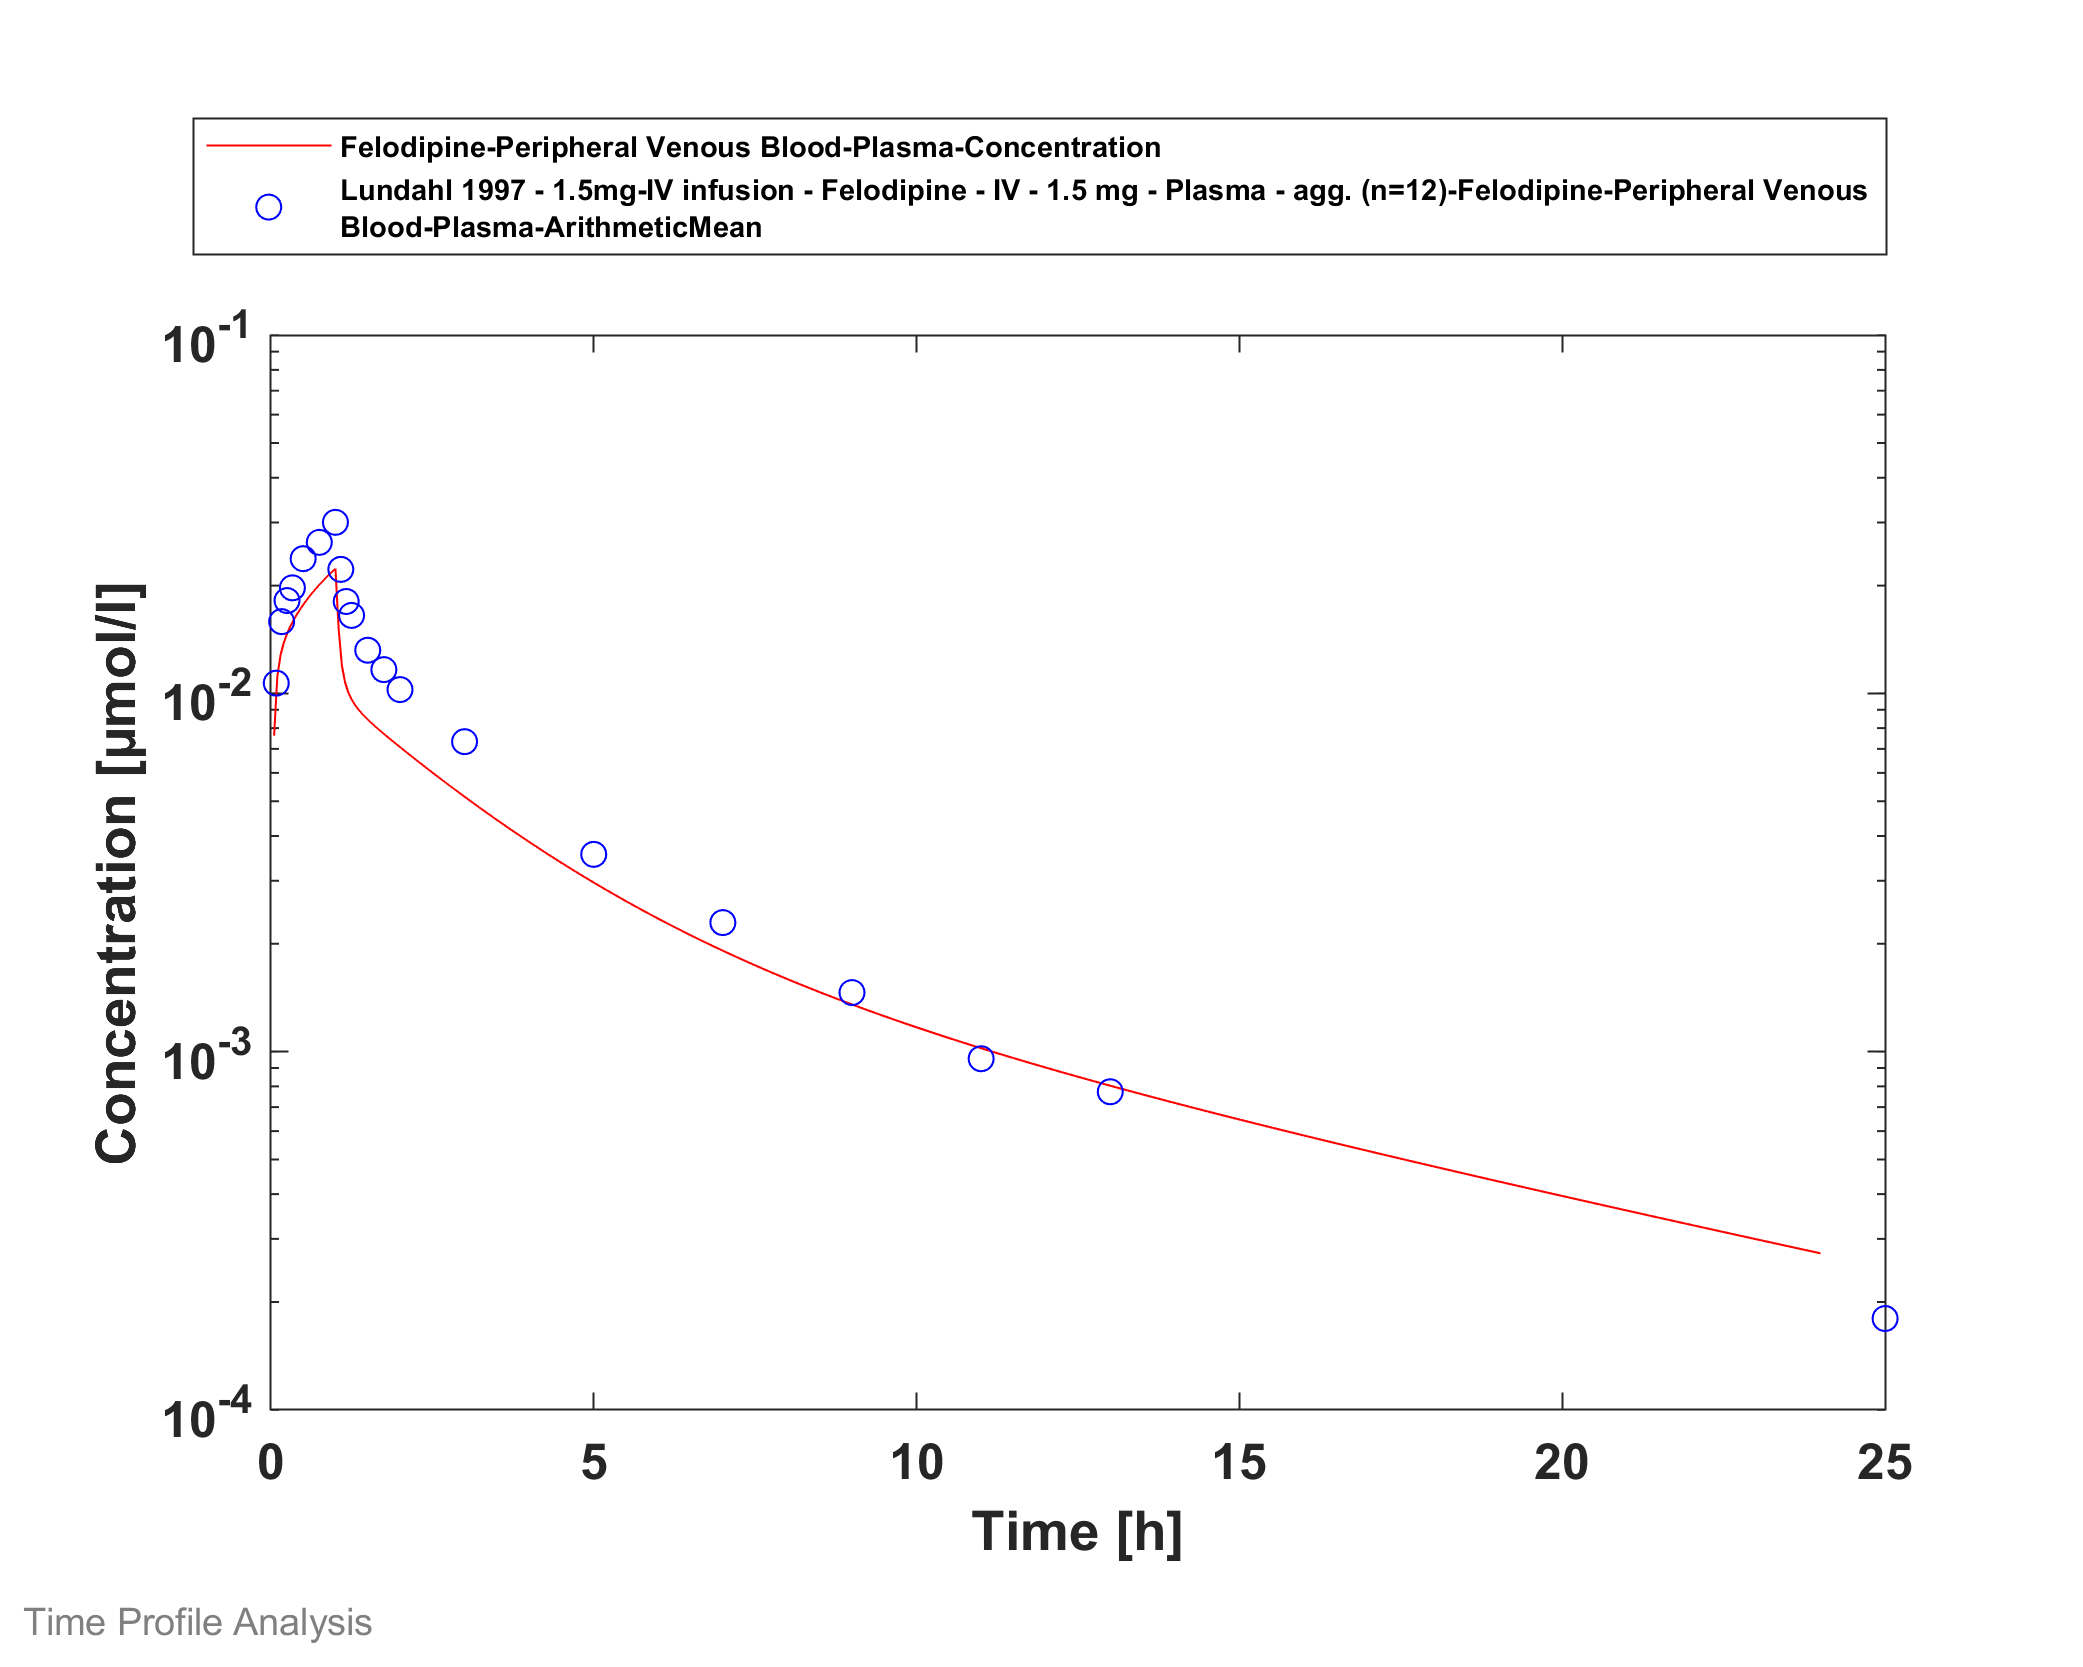 Felodipine-Peripheral Venous Blood-Plasma-Concentration
Lundahl 1997 - 1.5mg-IV infusion - Felodipine - IV - 1.5 mg - Plasma - agg. (n=12)-Felodipine-Peripheral Venous
Blood-Plasma-ArithmeticMean
10^-1
10^-2
10^-3
10^-4
Concentration [µmol/l]
0 5 10 15 20 25
Time [h]
Time Profile Analysis